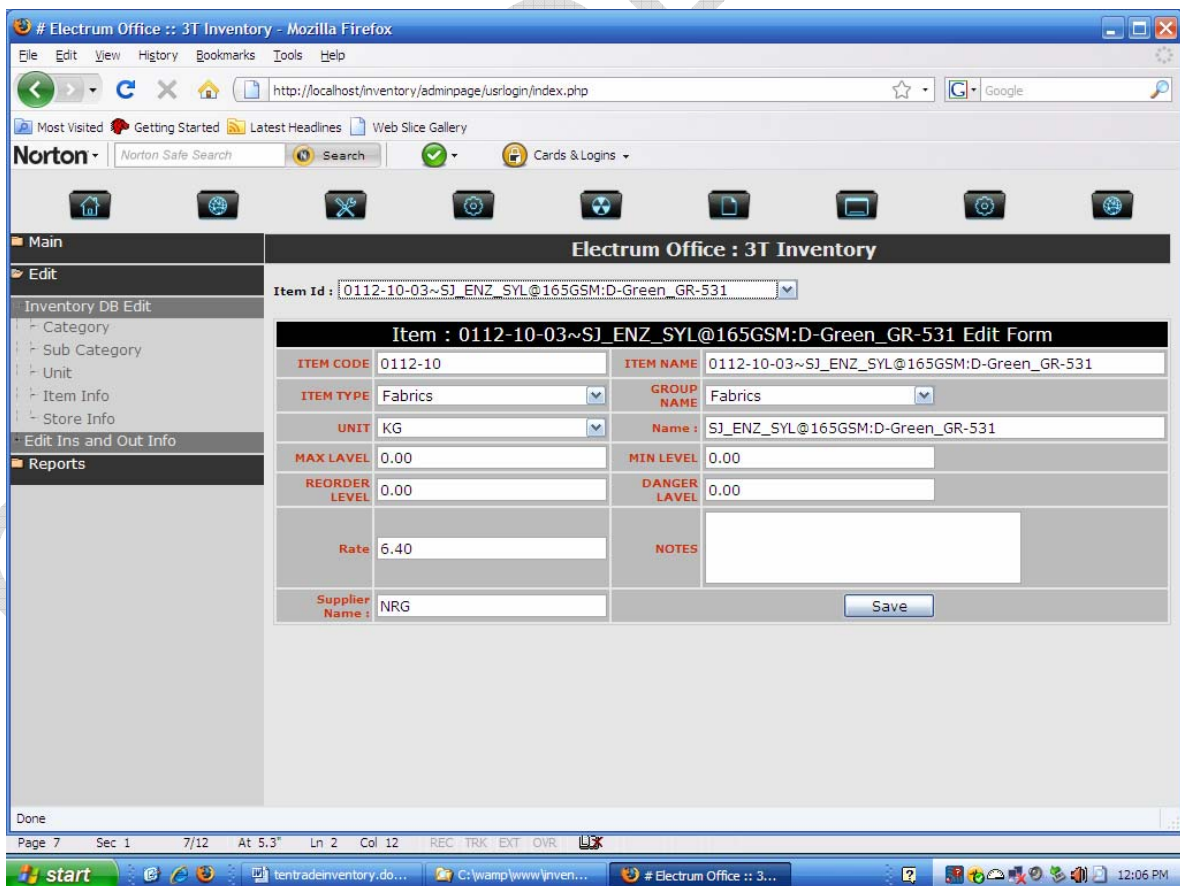 # Electrum Office :: 3T Inventory - Mozilla Firefox
File Edit View History Bookmarks Tools Help
http://localhost/inventory/adminpage/usrlogin/index.php
G Google
Most Visited Getting Started Latest Headlines Web Slice Gallery
Norton Norton Safe Search Search Cards & Logins
Main
Electrum Office : 3T Inventory
Edit
Item Id : 0112-10-03~SJ_ENZ_SYL@165GSM:D-Green_GR-531
Inventory DB Edit
Category
Sub Category
Unit
Item Info
Store Info
Edit Ins and Out Info
Reports
Item : 0112-10-03~SJ_ENZ_SYL@165GSM:D-Green_GR-531 Edit Form
ITEM CODE 0112-10 ITEM NAME 0112-10-03~SJ_ENZ_SYL@165GSM:D-Green_GR-531
ITEM TYPE Fabrics GROUP NAME Fabrics
UNIT KG Name : SJ_ENZ_SYL@165GSM:D-Green_GR-531
MAX LAVEL 0.00 MIN LEVEL 0.00
REORDER LEVEL 0.00 DANGER LAVEL 0.00
Rate 6.40 NOTES
Supplier Name : NRG Save
Done
Page 7 Sec 1 7/12 At 5.3" Ln 2 Col 12 REC TRK EXT OVR
start tentradeinventory.do... C:\wamp\www\inven... # Electrum Office :: 3... 12:06 PM